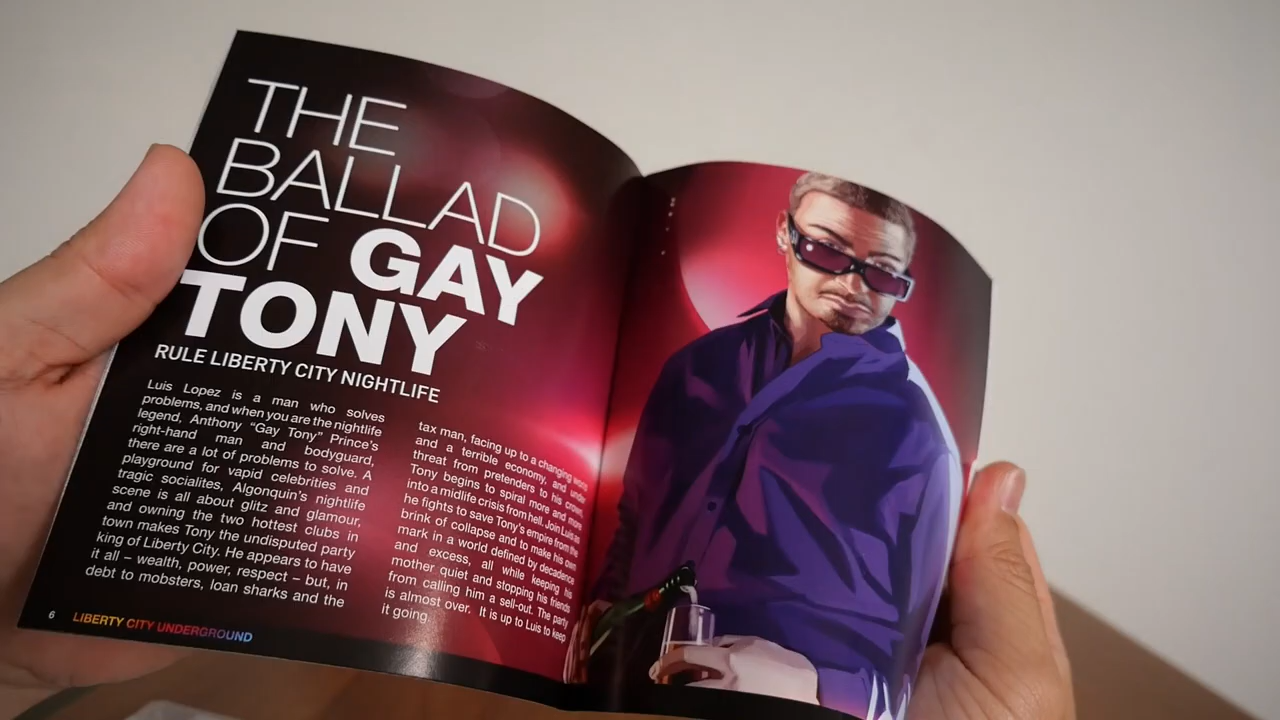 THE
BALLAD
OF GAY
TONY
RULE LIBERTY CITY NIGHTLIFE
Luis Lopez is a man who solves
problems, and when you are the nightlife
legend, Anthony “Gay Tony” Prince’s
right-hand man and bodyguard,
there are a lot of problems to solve. A
playground for vapid celebrities and
tragic socialites, Algonquin’s nightlife
scene is all about glitz and glamour,
and owning the two hottest clubs in
town makes Tony the undisputed party
king of Liberty City. He appears to have
it all – wealth, power, respect – but, in
debt to mobsters, loan sharks and the
tax man, facing up to a changing world
and a terrible economy, and under
threat from pretenders to his crown,
Tony begins to spiral more and more
into a midlife crisis from hell. Join Luis as
he fights to save Tony’s empire from the
brink of collapse and to make his own
mark in a world defined by decadence
and excess, all while keeping his
mother quiet and stopping his friends
from calling him a sell-out. The party
is almost over. It is up to Luis to keep
it going.
6 LIBERTY CITY UNDERGROUND